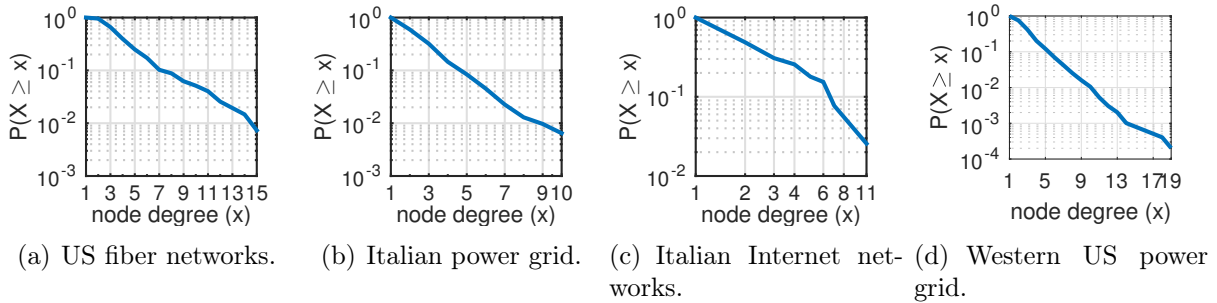 10^0
10^-1
10^-2
10^-3
P(X ≥ x)
1 3 5 7 9 11 13 15
node degree (x)
(a) US fiber networks.
10^0
10^-1
10^-2
10^-3
P(X ≥ x)
1 3 5 7 9 10
node degree (x)
(b) Italian power grid.
10^0
10^-1
10^-2
P(X ≥ x)
1 2 3 4 6 8 11
node degree (x)
(c) Italian Internet net-
works.
10^0
10^-1
10^-2
10^-3
10^-4
P(X ≥ x)
1 5 9 13 17 19
node degree (x)
(d) Western US power
grid.